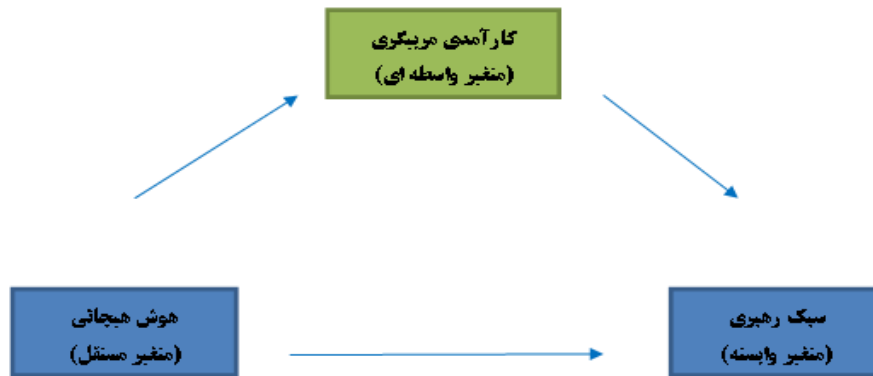 کارآمدی مربیگری
(متغیر واسطه ای)
هوش هیجانی
(متغیر مستقل)
سبک رهبری
(متغیر وابسته)